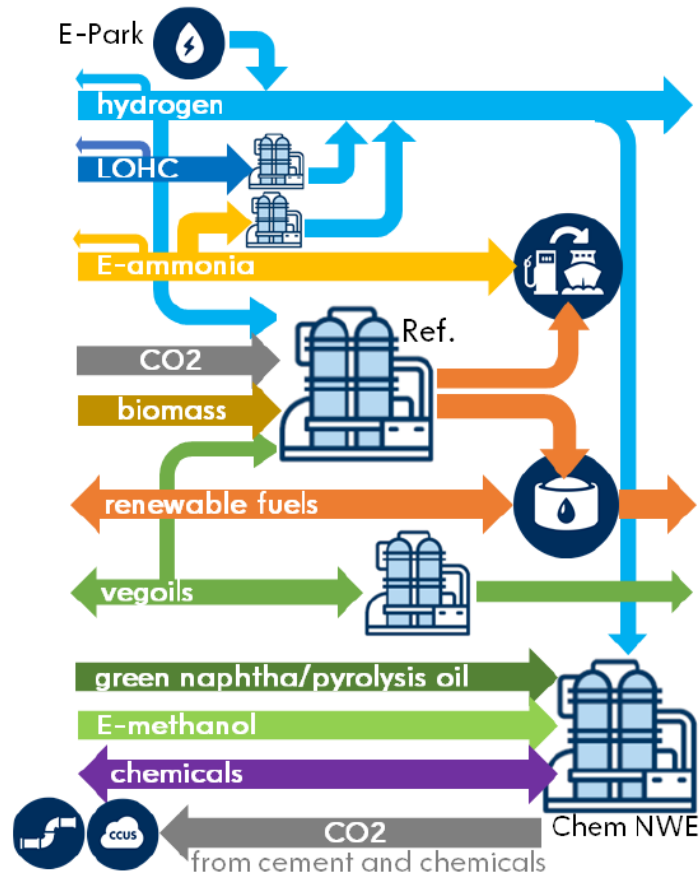 E-Park
hydrogen
LOHC
E-ammonia
Ref.
CO2
biomass
renewable fuels
vegoils
green naphtha/pyrolysis oil
E-methanol
chemicals
Chem NWE
CCUS
CO2
from cement and chemicals